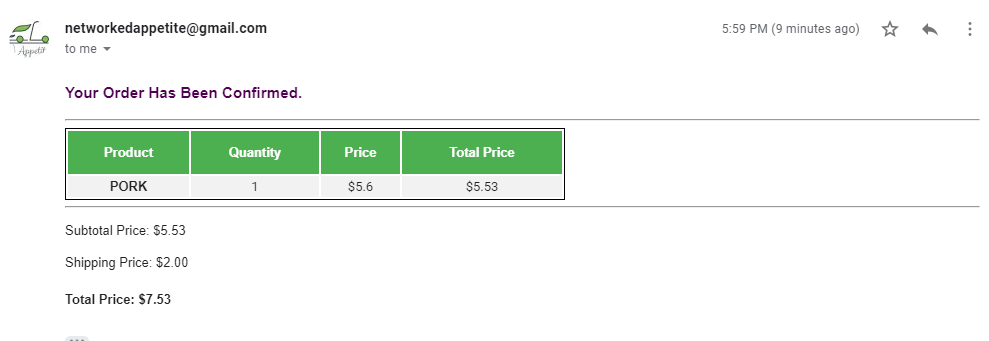 networkedappetite@gmail.com
5:59 PM (9 minutes ago)
Appetit
to me
Your Order Has Been Confirmed.
Product Quantity Price Total Price
PORK 1 $5.6 $5.53
Subtotal Price: $5.53
Shipping Price: $2.00
Total Price: $7.53